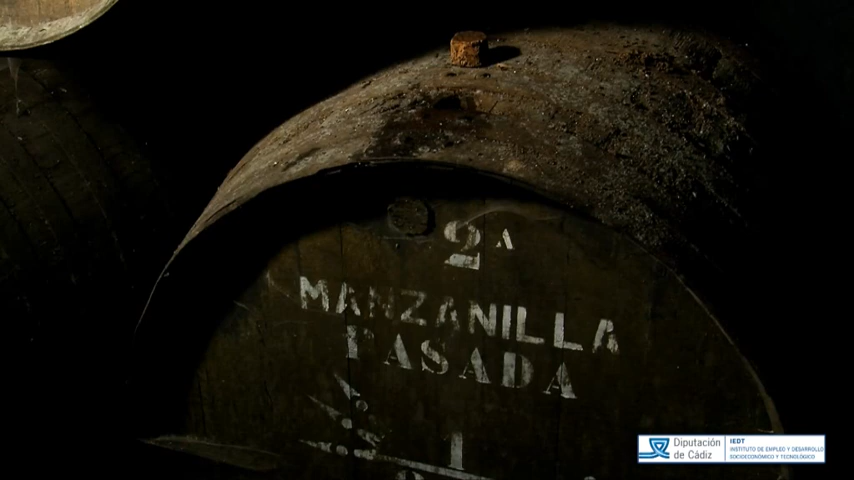 2ᴬ
MANZANILLA
PASADA
1
Diputación
de Cádiz
IEDT
INSTITUTO DE EMPLEO Y DESARROLLO
SOCIOECONÓMICO Y TECNOLÓGICO